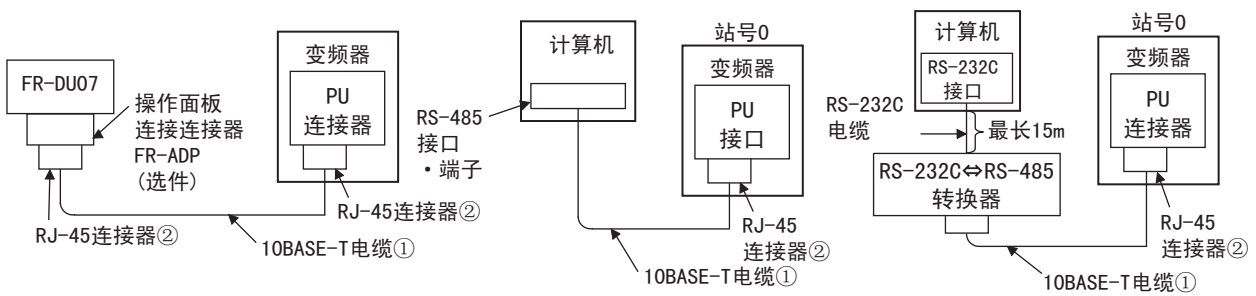 FR-DU07
操作面板
连接连接器
FR-ADP
(选件)
RJ-45连接器②
变频器
PU
连接器
RJ-45连接器②
10BASE-T电缆①
计算机
RS-485
接口
·端子
站号0
变频器
PU
接口
RJ-45
连接器②
10BASE-T电缆①
计算机
RS-232C
接口
RS-232C
电缆
最长15m
RS-232C⇔RS-485
转换器
站号0
变频器
PU
连接器
RJ-45
连接器②
10BASE-T电缆①